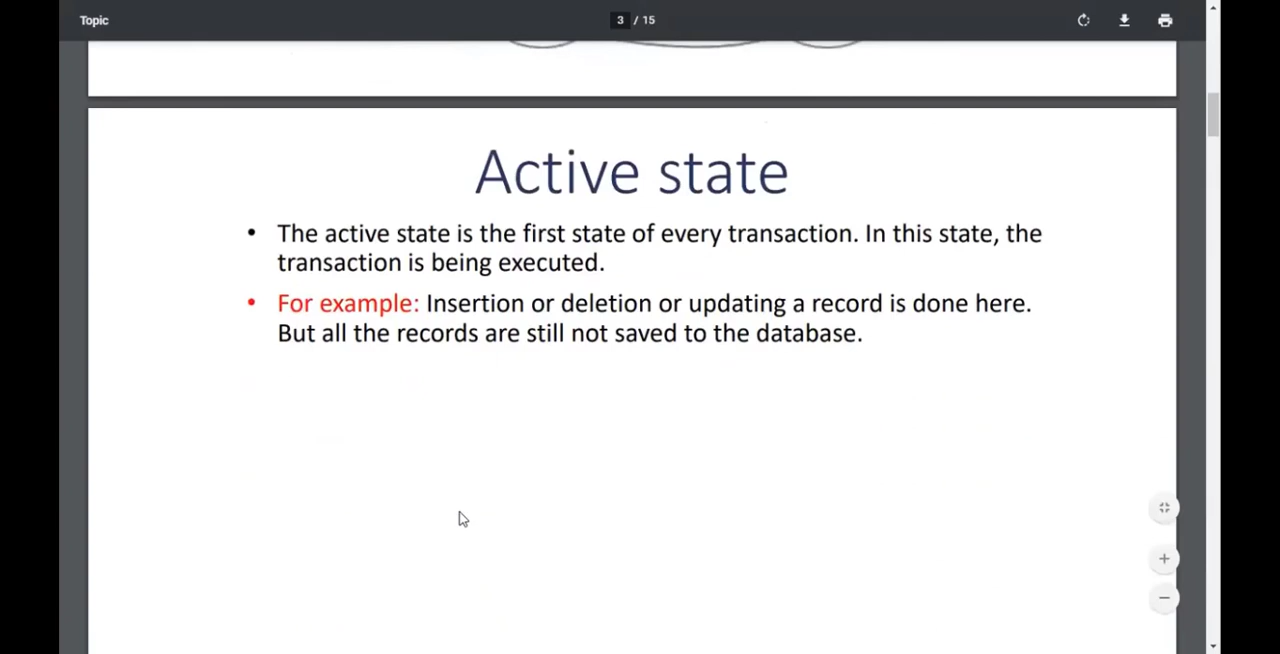 Topic
3 / 15
Active state
• The active state is the first state of every transaction. In this state, the
transaction is being executed.
• For example: Insertion or deletion or updating a record is done here.
But all the records are still not saved to the database.